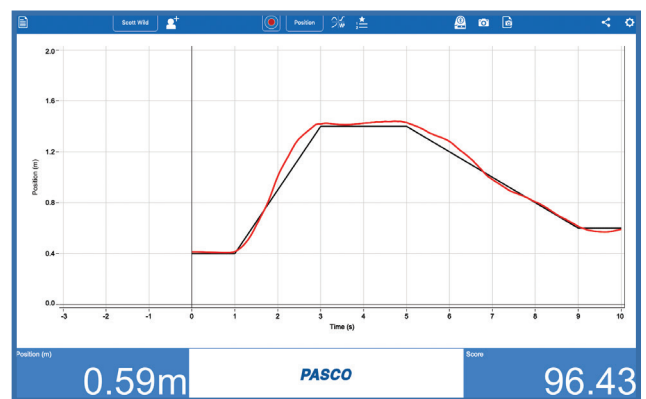 Scott Wild
Position
2.0
1.6
1.2
0.8
0.4
0.0
Position (m)
-3 -2 -1 0 1 2 3 4 5 6 7 8 9 10
Time (s)
Position (m)
0.59m
PASCO
Score
96.43